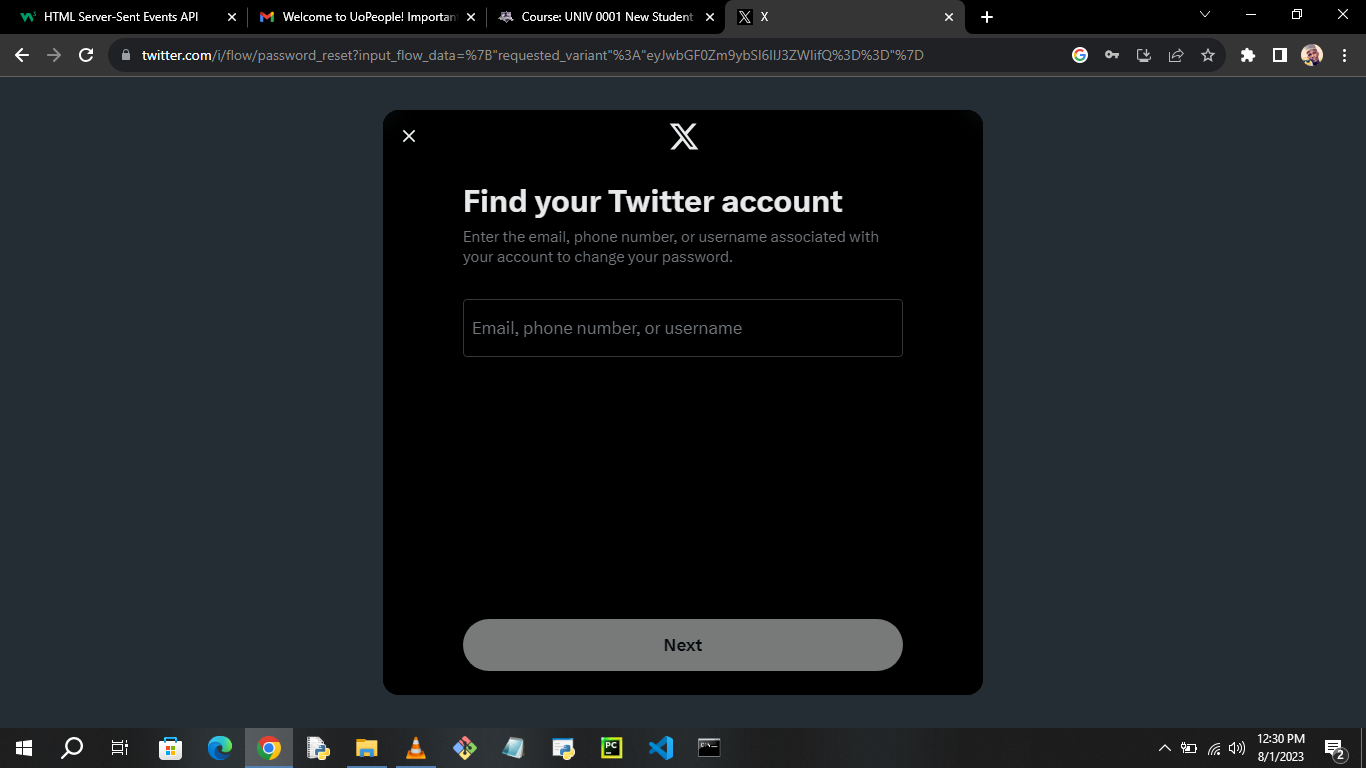 HTML Server-Sent Events API
Welcome to UoPeople! Important
Course: UNIV 0001 New Student
X
twitter.com/i/flow/password_reset?input_flow_data=%7B"requested_variant"%3A"eyJwbGF0Zm9ybSI6IlJ3ZWIifQ%3D%3D"%7D
X
Find your Twitter account
Enter the email, phone number, or username associated with
your account to change your password.
Email, phone number, or username
Next
PC
12:30 PM
8/1/2023
2